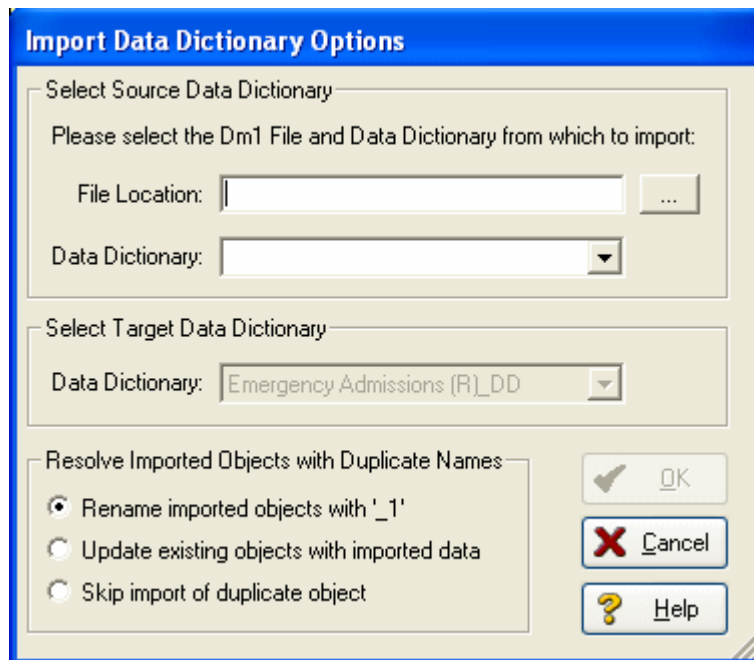 Import Data Dictionary Options
Select Source Data Dictionary
Please select the Dm1 File and Data Dictionary from which to import:
File Location:
...
Data Dictionary:
Select Target Data Dictionary
Data Dictionary: Emergency Admissions (R)_DD
Resolve Imported Objects with Duplicate Names
Rename imported objects with '_1'
Update existing objects with imported data
Skip import of duplicate object
OK
Cancel
Help